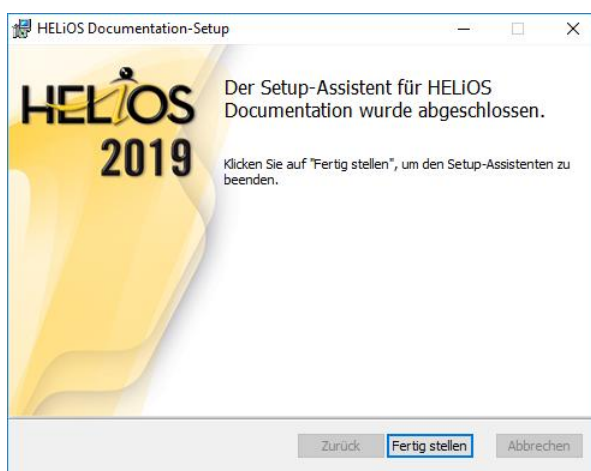 HELiOS Documentation-Setup
HELiOS
2019
Der Setup-Assistent für HELiOS
Documentation wurde abgeschlossen.
Klicken Sie auf "Fertig stellen", um den Setup-Assistenten zu
beenden.
Zurück Fertig stellen Abbrechen